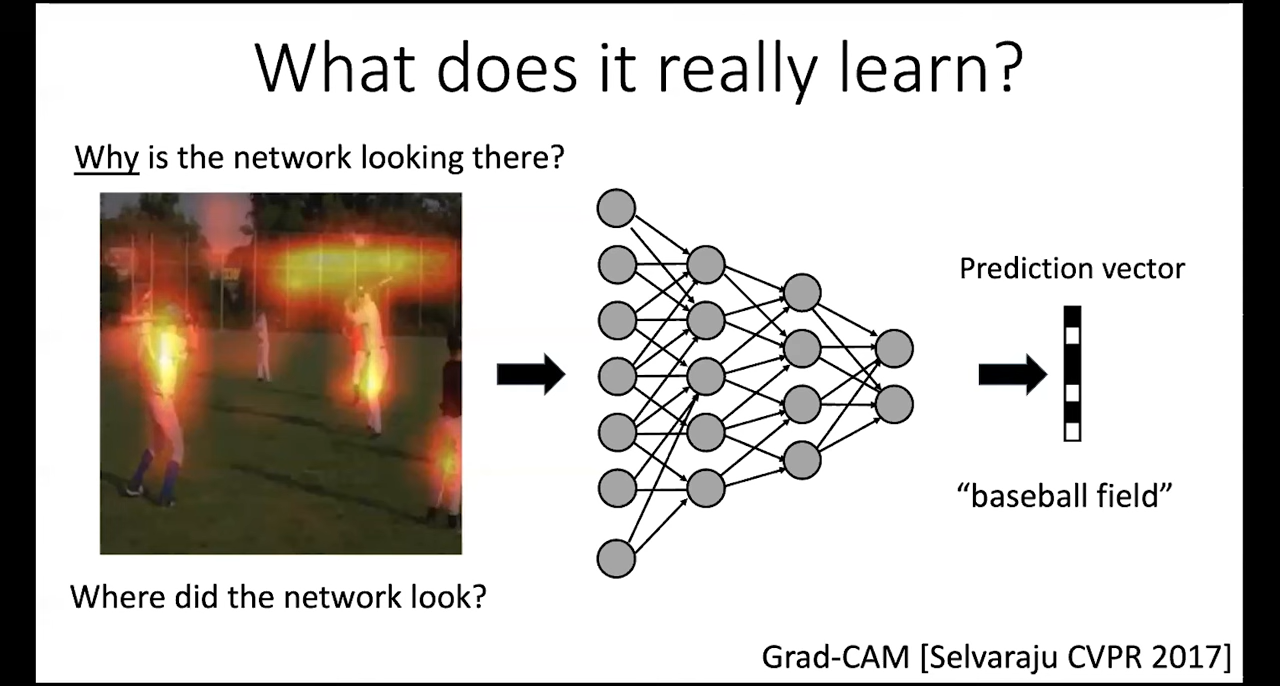 What does it really learn?
Why is the network looking there?
Prediction vector
“baseball field”
Where did the network look?
Grad-CAM [Selvaraju CVPR 2017]